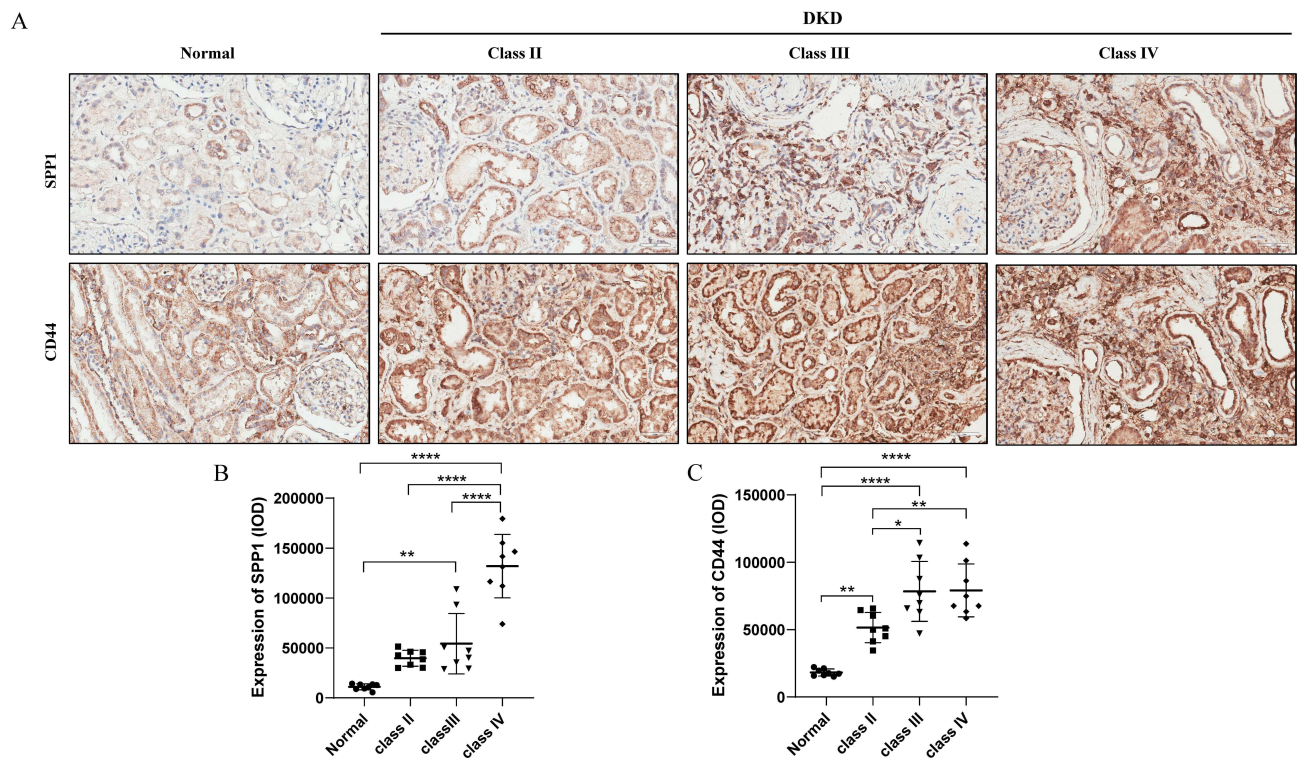 A
DKD
Normal
Class II
Class III
Class IV
SPP1
CD44
B
****
****
****
**
Expression of SPP1 (IOD)
200000
150000
100000
50000
0
Normal
class II
classIII
class IV
C
****
****
**
*
**
Expression of CD44 (IOD)
150000
100000
50000
0
Normal
class II
class III
class IV